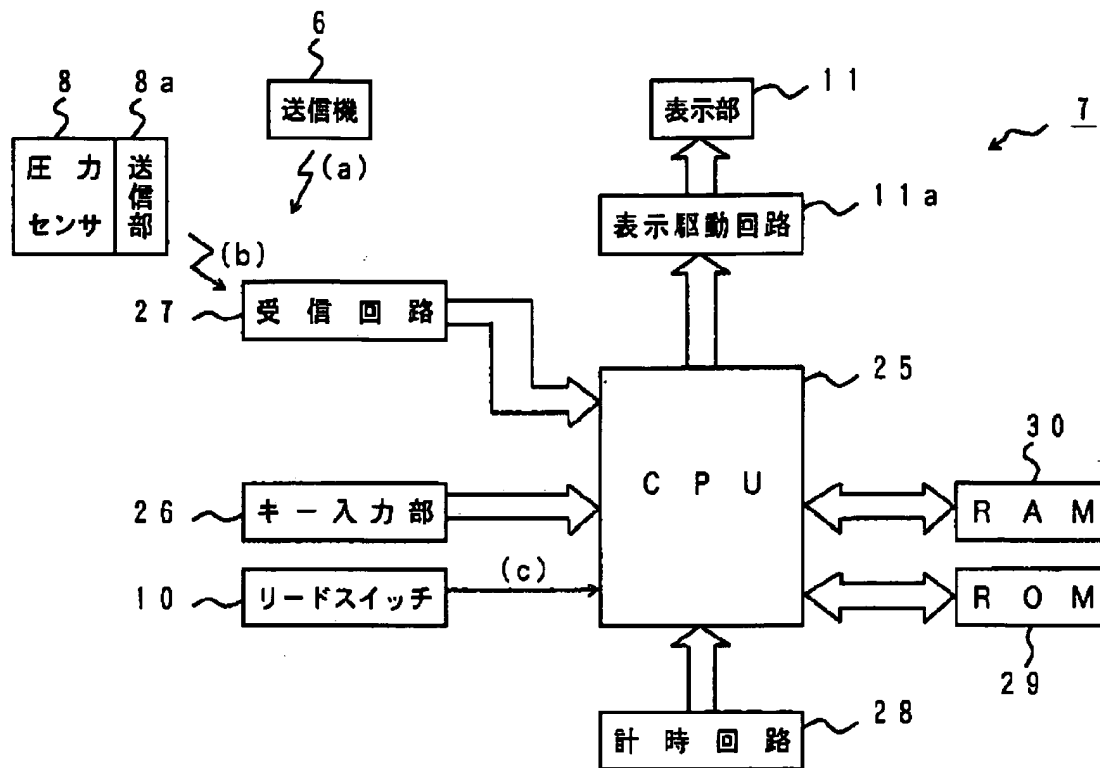 6
8 8a
送信機
圧力
センサ
送信部
(a)
(b)
11
表示部
7
11a
表示駆動回路
27
受信回路
25
CPU
30
RAM
26
キー入力部
(c)
10
リードスイッチ
ROM
29
28
計時回路